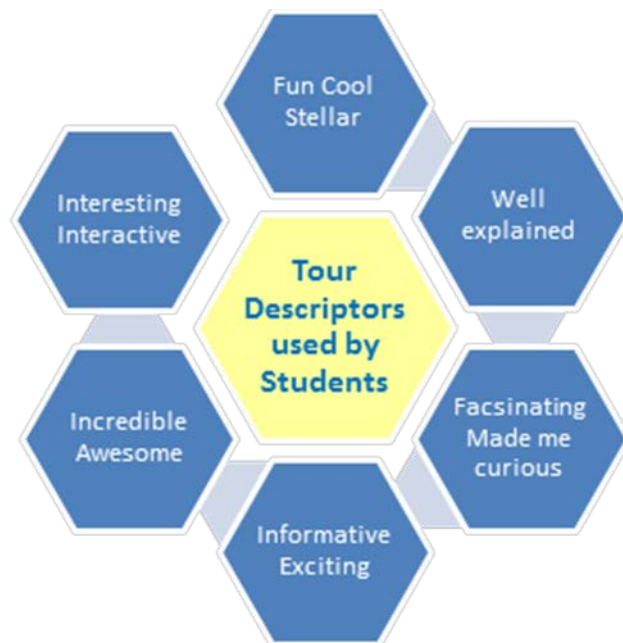 Fun Cool
Stellar
Well
explained
Facsinating
Made me
curious
Informative
Exciting
Incredible
Awesome
Interesting
Interactive
Tour
Descriptors
used by
Students